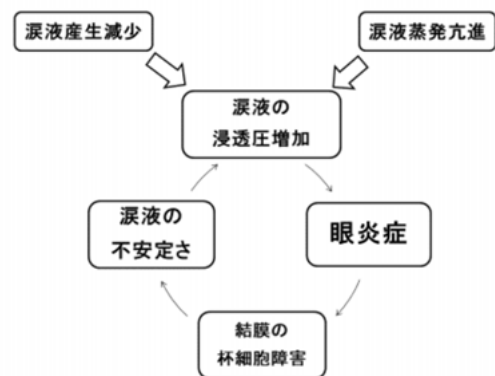 涙液産生減少
涙液蒸発亢進
涙液の
浸透圧増加
涙液の
不安定さ
眼炎症
結膜の
杯細胞障害